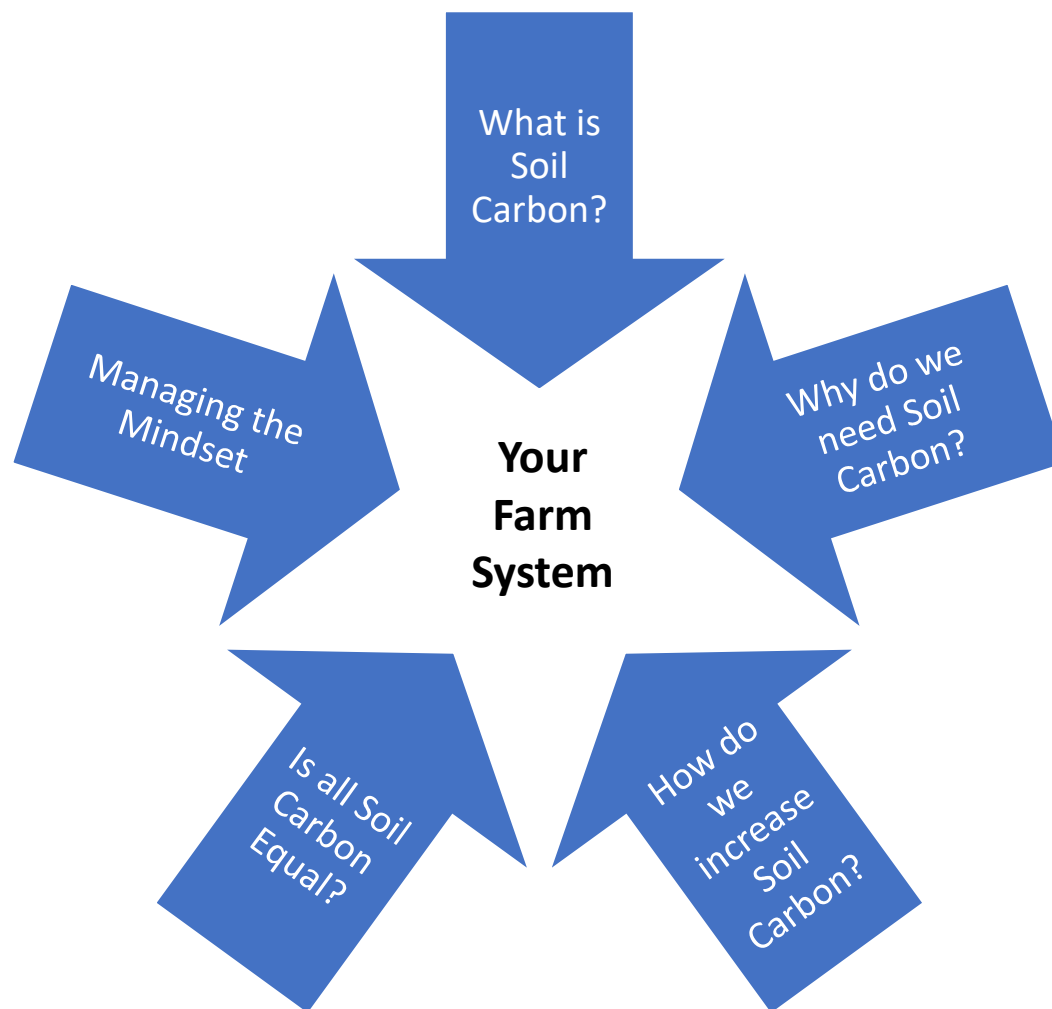 What is
Soil
Carbon?
Why do we
need Soil
Carbon?
How do
we
increase
Soil
Carbon?
Is all Soil
Carbon
Equal?
Managing the
Mindset
Your
Farm
System